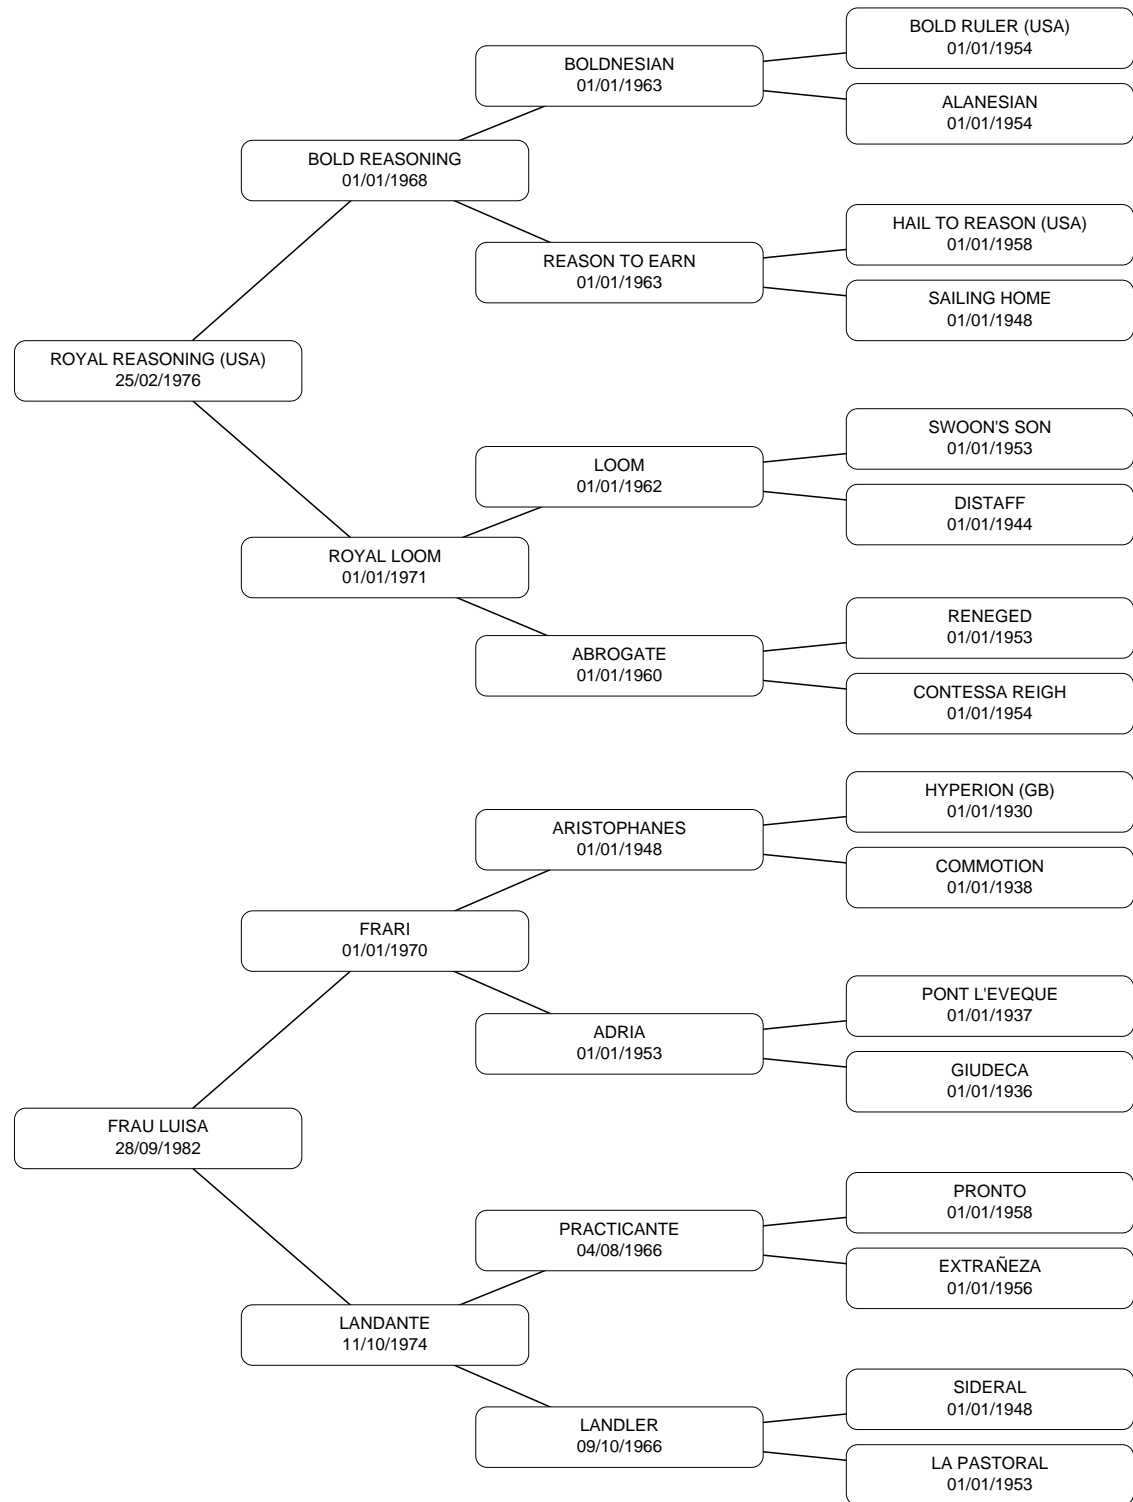 BOLD RULER (USA)
01/01/1954
BOLDNESIAN
01/01/1963
ALANESIAN
01/01/1954
BOLD REASONING
01/01/1968
HAIL TO REASON (USA)
01/01/1958
REASON TO EARN
01/01/1963
SAILING HOME
01/01/1948
ROYAL REASONING (USA)
25/02/1976
SWOON'S SON
01/01/1953
LOOM
01/01/1962
DISTAFF
01/01/1944
ROYAL LOOM
01/01/1971
RENEGED
01/01/1953
ABROGATE
01/01/1960
CONTESSA REIGH
01/01/1954
HYPERION (GB)
01/01/1930
ARISTOPHANES
01/01/1948
COMMOTION
01/01/1938
FRARI
01/01/1970
PONT L'EVEQUE
01/01/1937
ADRIA
01/01/1953
GIUDECA
01/01/1936
FRAU LUISA
28/09/1982
PRONTO
01/01/1958
PRACTICANTE
04/08/1966
EXTRAÑEZA
01/01/1956
LANDANTE
11/10/1974
SIDERAL
01/01/1948
LANDLER
09/10/1966
LA PASTORAL
01/01/1953